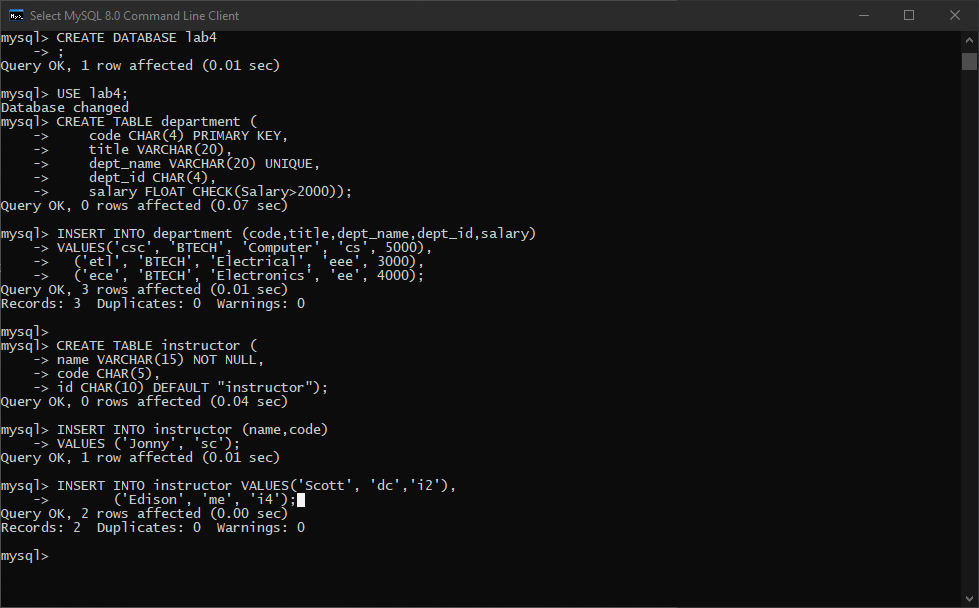 Select MySQL 8.0 Command Line Client
mysql> CREATE DATABASE lab4
    -> ;
Query OK, 1 row affected (0.01 sec)

mysql> USE lab4;
Database changed
mysql> CREATE TABLE department (
    ->     code CHAR(4) PRIMARY KEY,
    ->     title VARCHAR(20),
    ->     dept_name VARCHAR(20) UNIQUE,
    ->     dept_id CHAR(4),
    ->     salary FLOAT CHECK(Salary>2000));
Query OK, 0 rows affected (0.07 sec)

mysql> INSERT INTO department (code,title,dept_name,dept_id,salary)
    -> VALUES('csc', 'BTECH', 'Computer', 'cs', 5000),
    ->   ('etl', 'BTECH', 'Electrical', 'eee', 3000),
    ->   ('ece', 'BTECH', 'Electronics', 'ee', 4000);
Query OK, 3 rows affected (0.01 sec)
Records: 3  Duplicates: 0  Warnings: 0

mysql>
mysql> CREATE TABLE instructor (
    -> name VARCHAR(15) NOT NULL,
    -> code CHAR(5),
    -> id CHAR(10) DEFAULT "instructor");
Query OK, 0 rows affected (0.04 sec)

mysql> INSERT INTO instructor (name,code)
    -> VALUES ('Jonny', 'sc');
Query OK, 1 row affected (0.01 sec)

mysql> INSERT INTO instructor VALUES('Scott', 'dc','i2'),
    ->        ('Edison', 'me', 'i4');
Query OK, 2 rows affected (0.00 sec)
Records: 2  Duplicates: 0  Warnings: 0

mysql>